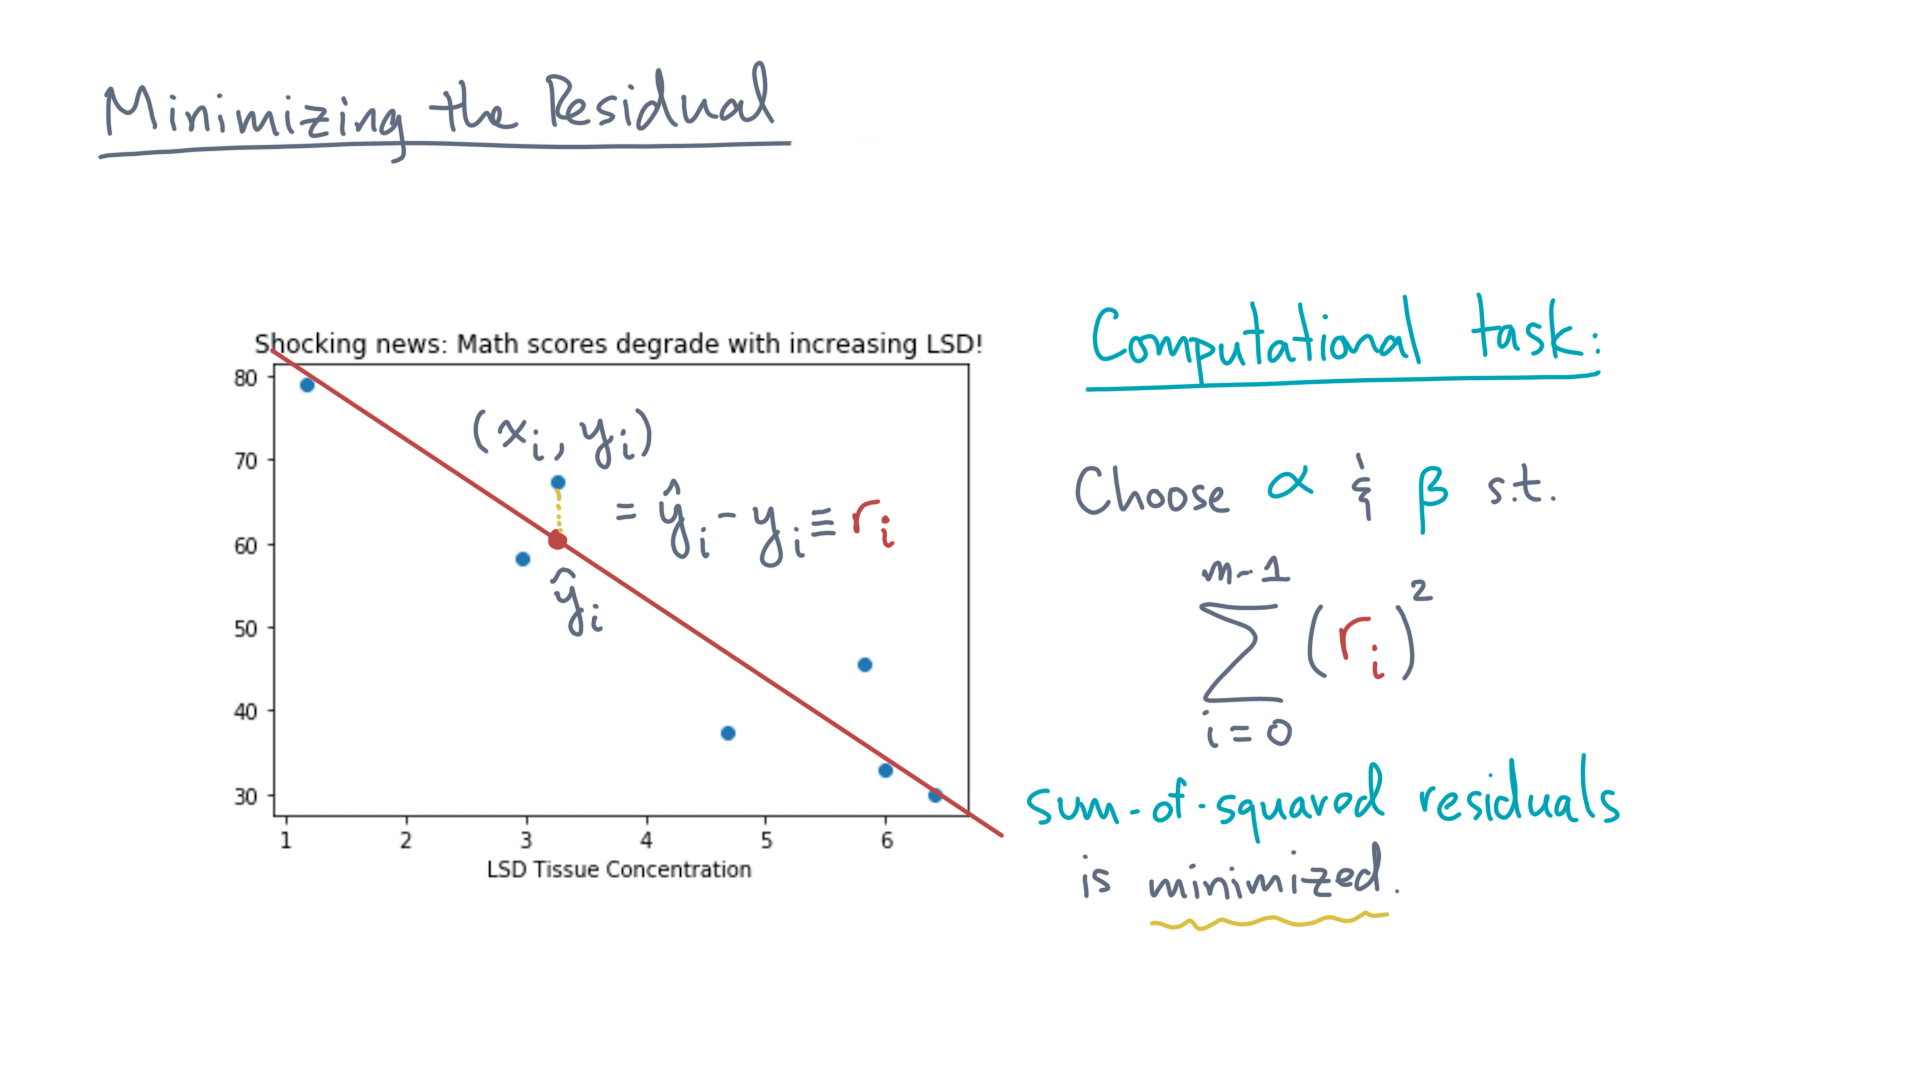 Minimizing the Residual
Shocking news: Math scores degrade with increasing LSD!
80
70
60
50
40
30
(xᵢ, yᵢ)
= ŷᵢ - yᵢ ≡ rᵢ
ŷᵢ
1 2 3 4 5 6
LSD Tissue Concentration
Computational task:
Choose α & β s.t.
m-1
∑ (rᵢ)²
i = 0
sum-of-squared residuals
is minimized.